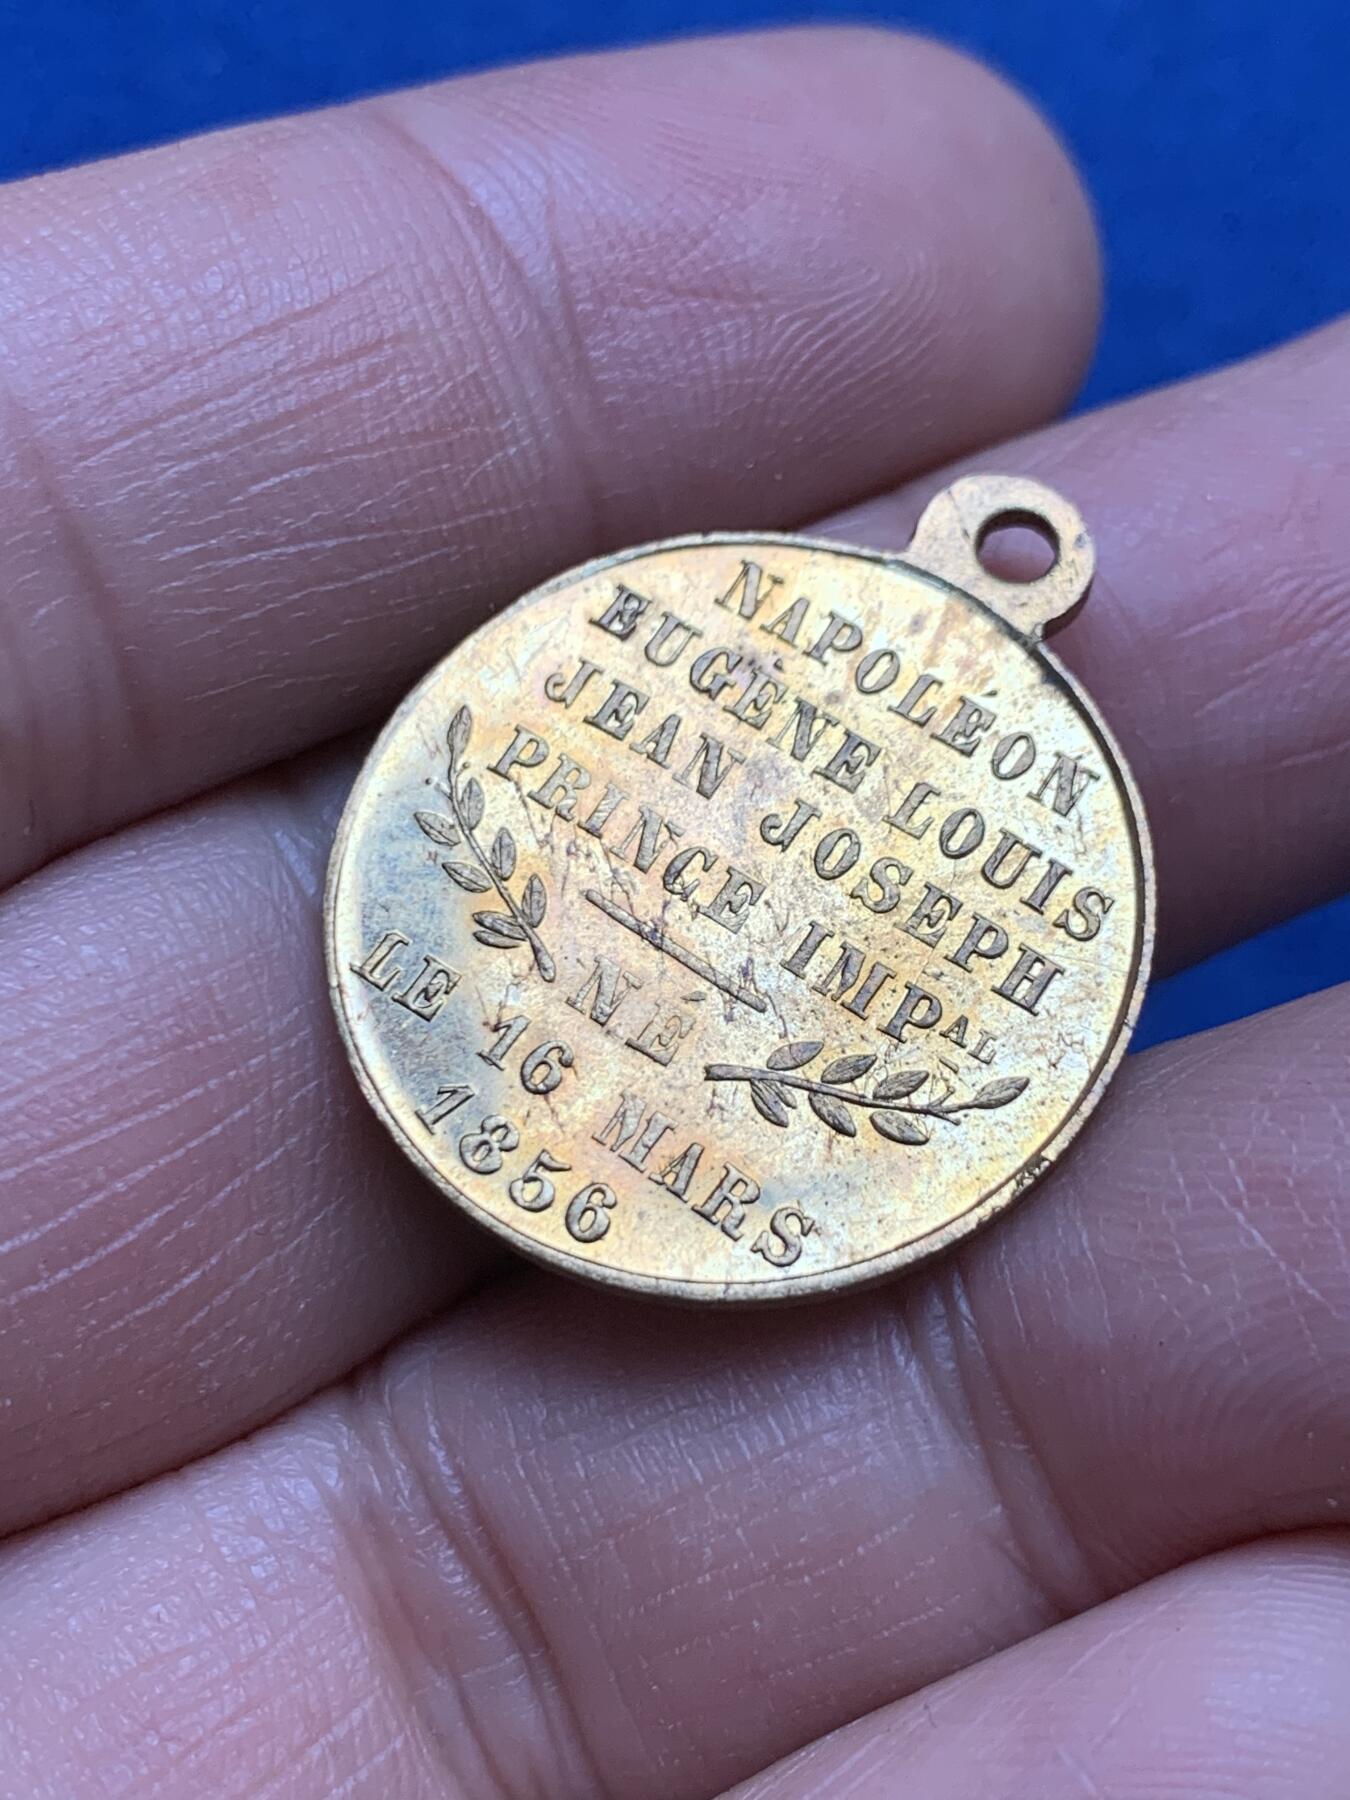 NAPOLÉON
EUGÈNE LOUIS
JEAN JOSEPH
PRINCE IMPAL
NÉ
LE 16 MARS
1856